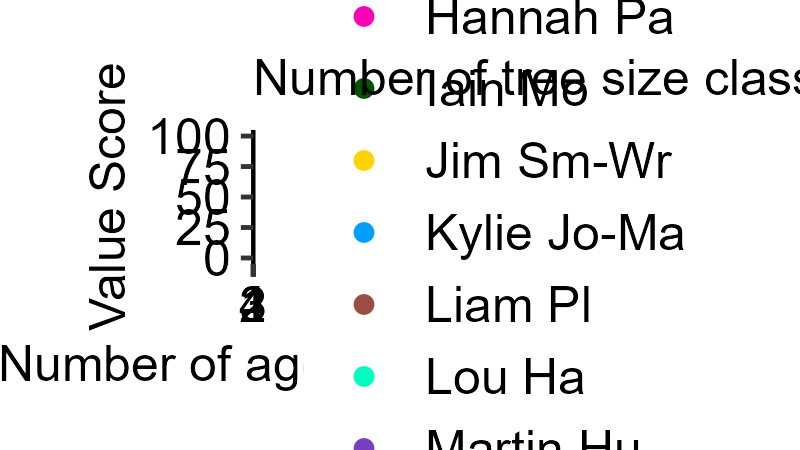 Hannah Pa
Number of tree size class
Iain Mo
Jim Sm-Wr
Kylie Jo-Ma
Liam Pl
Lou Ha
Martin Hu
Value Score
100
75
50
25
0
Number of ag